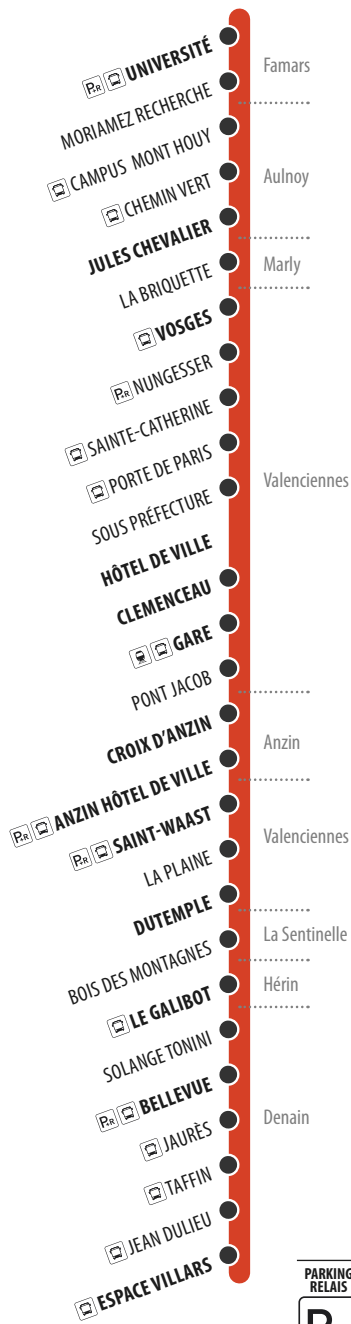 P+R UNIVERSITÉ
MORIAMEZ RECHERCHE
CAMPUS MONT HOUY
CHEMIN VERT
JULES CHEVALIER
LA BRIQUETTE
VOSGES
P+R NUNGESSER
SAINTE-CATHERINE
PORTE DE PARIS
SOUS PRÉFECTURE
HÔTEL DE VILLE
CLEMENCEAU
GARE
PONT JACOB
CROIX D'ANZIN
P+R ANZIN HÔTEL DE VILLE
P+R SAINT-WAAST
LA PLAINE
DUTEMPLE
BOIS DES MONTAGNES
LE GALIBOT
SOLANGE TONINI
P+R BELLEVUE
JAURÈS
TAFFIN
JEAN DULIEU
ESPACE VILLARS
Famars
Aulnoy
Marly
Valenciennes
Anzin
Valenciennes
La Sentinelle
Hérin
Denain
PARKING
RELAIS
P